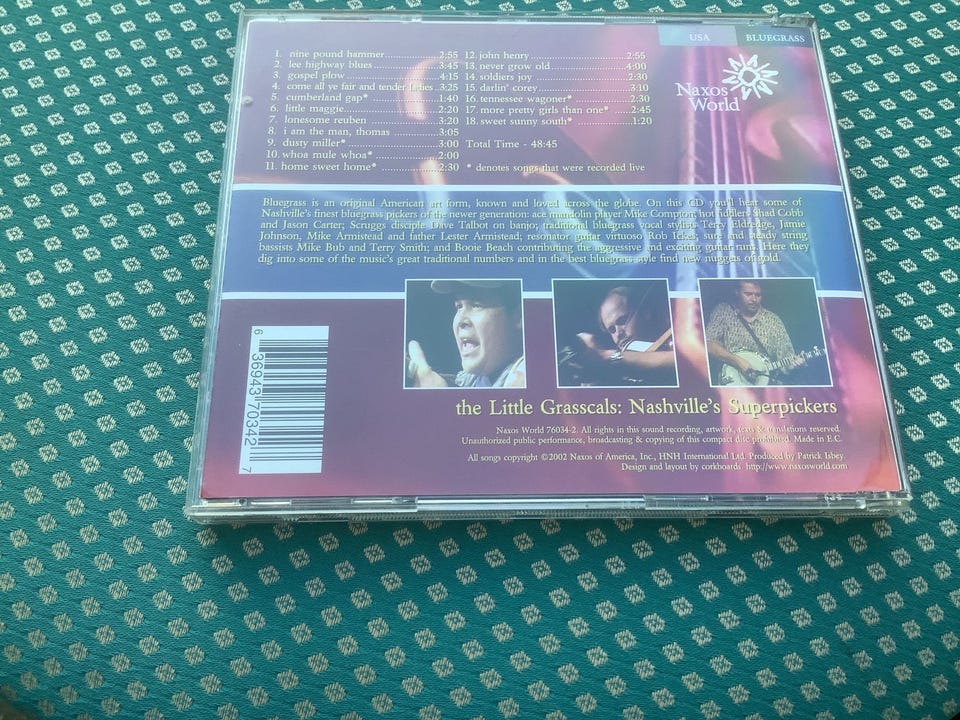 USA BLUEGRASS
Naxos
World
1. nine pound hammer 2:55
2. lee highway blues 3:45
3. gospel plow 4:15
4. come all ye fair and tender ladies 3:25
5. cumberland gap* 1:40
6. little maggie 2:20
7. lonesome reuben 3:20
8. i am the man, thomas 3:05
9. dusty miller* 3:00
10. whoa mule whoa* 2:00
11. home sweet home* 2:30
12. john henry 2:55
13. never grow old 4:00
14. soldiers joy 2:30
15. darlin' corey 3:10
16. tennessee wagoner* 2:30
17. more pretty girls than one* 2:45
18. sweet sunny south* 1:20
Total Time - 48:45
* denotes songs that were recorded live
Bluegrass is an original American art form, known and loved across the globe. On this CD you'll hear some of
Nashville's finest bluegrass pickers of the newer generation: ace mandolin player Mike Compton; hot fiddlers Shad Cobb
and Jason Carter; Scruggs disciple Dave Talbot on banjo; traditional bluegrass vocal stylists Terry Eldredge, Jamie
Johnson, Mike Armistead and father Lester Armistead; resonator guitar virtuoso Rob Ickes; sure and steady string
bassists Mike Bub and Terry Smith; and Booie Beach contributing the aggressive and exciting guitar runs. Here they
dig into some of the music's great traditional numbers and in the best bluegrass style find new nuggets of gold.
6 36943 70342 7
the Little Grasscals: Nashville's Superpickers
Naxos World 76034-2. All rights in this sound recording, artwork, texts & translations reserved.
Unauthorized public performance, broadcasting & copying of this compact disc prohibited. Made in E.C.
All songs copyright ©2002 Naxos of America, Inc., HNH International Ltd. Produced by Patrick Isbey.
Design and layout by corkboards http://www.naxosworld.com